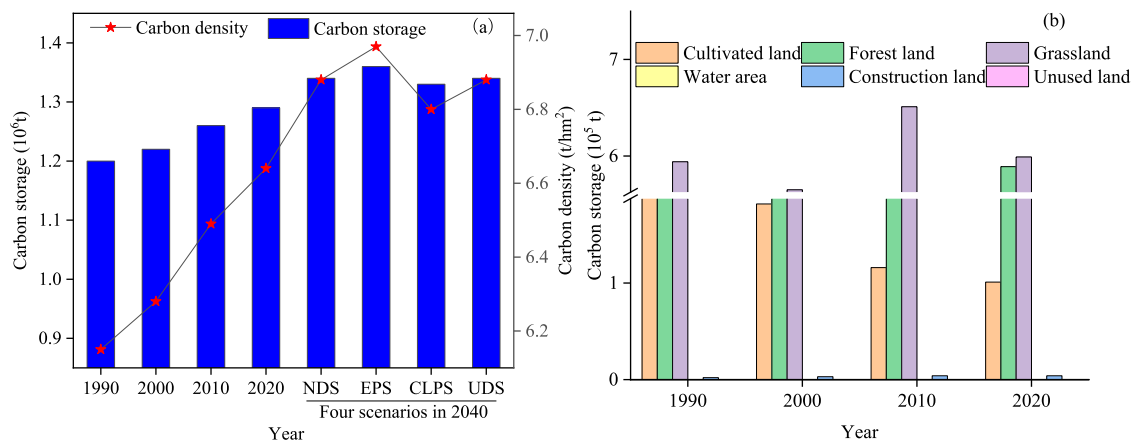 Carbon density Carbon storage (a)
1.4
1.3
1.2
1.1
1.0
0.9
Carbon storage (10⁶t)
7.0
6.8
6.6
6.4
6.2
Carbon density (t/hm²)
1990 2000 2010 2020 NDS EPS CLPS UDS
Four scenarios in 2040
Year
(b)
Cultivated land Forest land Grassland
Water area Construction land Unused land
7
6
1
0
Carbon storage (10⁵ t)
1990 2000 2010 2020
Year